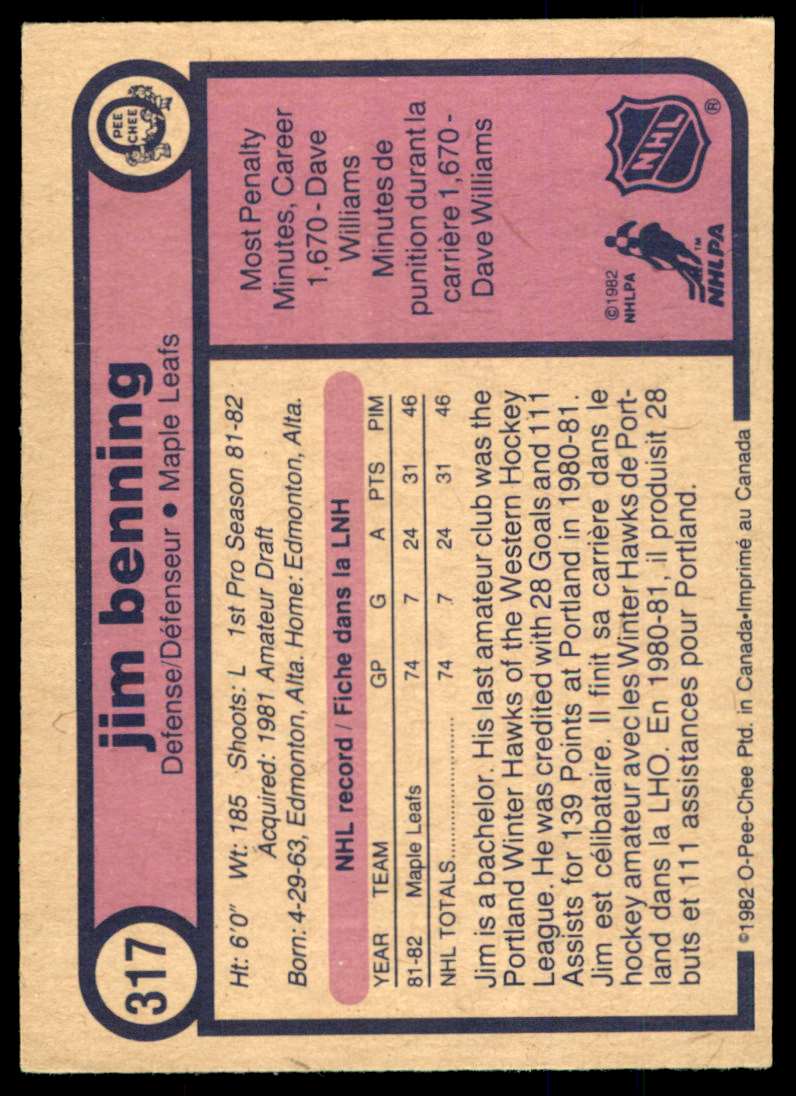 317
jim benning
Defense/Défenseur • Maple Leafs
O
PEE
CHEE
Ht: 6'0" Wt: 185 Shoots: L 1st Pro Season 81-82
Acquired: 1981 Amateur Draft
Born: 4-29-63, Edmonton, Alta. Home: Edmonton, Alta.
NHL record / Fiche dans la LNH
YEAR TEAM GP G A PTS PIM
81-82 Maple Leafs 74 7 24 31 46
NHL TOTALS.................. 74 7 24 31 46
Jim is a bachelor. His last amateur club was the
Portland Winter Hawks of the Western Hockey
League. He was credited with 28 Goals and 111
Assists for 139 Points at Portland in 1980-81.
Jim est célibataire. Il finit sa carrière dans le
hockey amateur avec les Winter Hawks de Port-
land dans la LHO. En 1980-81, il produisit 28
buts et 111 assistances pour Portland.
Most Penalty
Minutes, Career
1,670 - Dave
Williams
Minutes de
punition durant la
carrière 1,670 -
Dave Williams
©1982
NHLPA
NHLPA
TM
NHL
®
©1982 O-Pee-Chee Ptd. in Canada•Imprimé au Canada